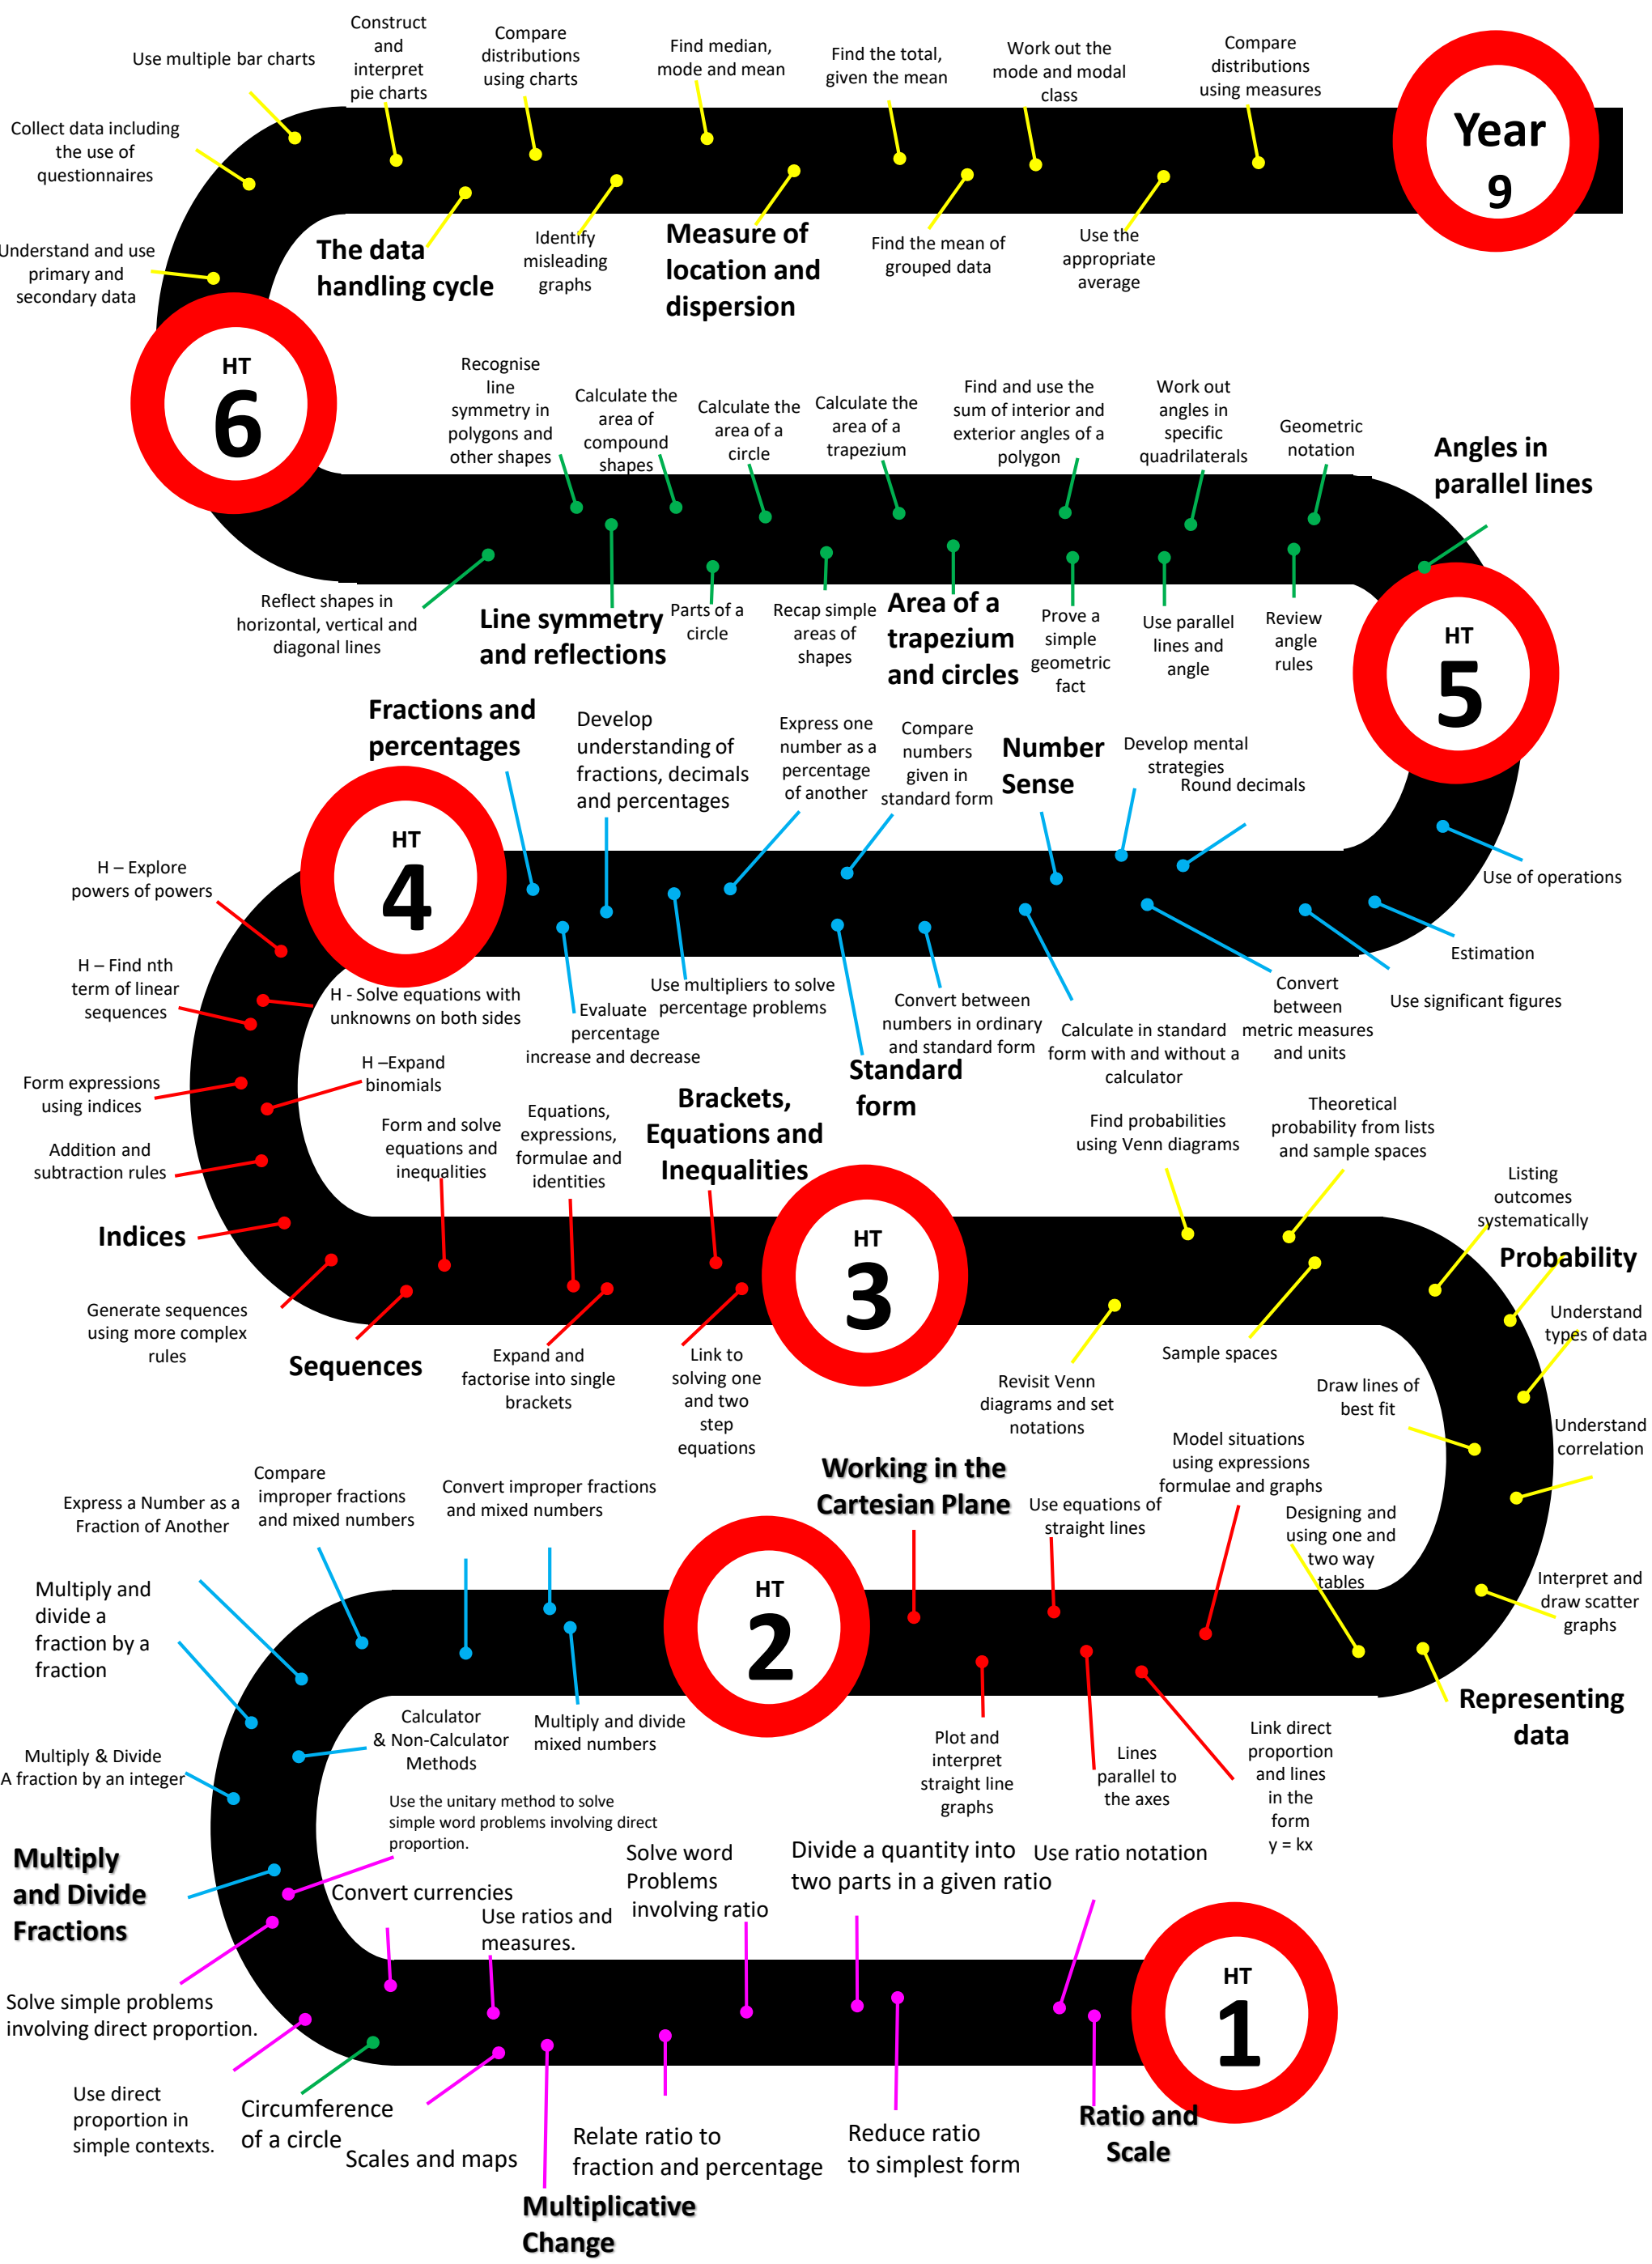 Use multiple bar charts
Construct
and
interpret
pie charts
Compare
distributions
using charts
Find median,
mode and mean
Find the total,
given the mean
Work out the
mode and modal
class
Compare
distributions
using measures
Year
9
Collect data including
the use of
questionnaires
Understand and use
primary and
secondary data
The data
handling cycle
Identify
misleading
graphs
Measure of
location and
dispersion
Find the mean of
grouped data
Use the
appropriate
average
HT
6
Recognise
line
symmetry in
polygons and
other shapes
Calculate the
area of
compound
shapes
Calculate the
area of a
circle
Calculate the
area of a
trapezium
Find and use the
sum of interior and
exterior angles of a
polygon
Work out
angles in
specific
quadrilaterals
Geometric
notation
Angles in
parallel lines
Reflect shapes in
horizontal, vertical and
diagonal lines
Line symmetry
and reflections
Parts of a
circle
Recap simple
areas of
shapes
Area of a
trapezium
and circles
Prove a
simple
geometric
fact
Use parallel
lines and
angle
Review
angle
rules
HT
5
Fractions and
percentages
Develop
understanding of
fractions, decimals
and percentages
Express one
number as a
percentage
of another
Compare
numbers
given in
standard form
Number
Sense
Develop mental
strategies
Round decimals
HT
4
Use of operations
Estimation
Use significant figures
H – Explore
powers of powers
H – Find nth
term of linear
sequences
H - Solve equations with
unknowns on both sides
Evaluate
percentage
increase and decrease
Use multipliers to solve
percentage problems
Standard
form
Convert between
numbers in ordinary
and standard form
Calculate in standard
form with and without a
calculator
Convert
between
metric measures
and units
Form expressions
using indices
H –Expand
binomials
Addition and
subtraction rules
Indices
Form and solve
equations and
inequalities
Equations,
expressions,
formulae and
identities
Brackets,
Equations and
Inequalities
HT
3
Find probabilities
using Venn diagrams
Theoretical
probability from lists
and sample spaces
Listing
outcomes
systematically
Probability
Generate sequences
using more complex
rules
Sequences
Expand and
factorise into single
brackets
Link to
solving one
and two
step
equations
Revisit Venn
diagrams and set
notations
Sample spaces
Understand
types of data
Draw lines of
best fit
Understand
correlation
Express a Number as a
Fraction of Another
Compare
improper fractions
and mixed numbers
Convert improper fractions
and mixed numbers
Working in the
Cartesian Plane
Use equations of
straight lines
Model situations
using expressions
formulae and graphs
Designing and
using one and
two way
tables
Interpret and
draw scatter
graphs
HT
2
Multiply and
divide a
fraction by a
fraction
Multiply & Divide
A fraction by an integer
Calculator
& Non-Calculator
Methods
Multiply and divide
mixed numbers
Plot and
interpret
straight line
graphs
Lines
parallel to
the axes
Link direct
proportion
and lines
in the
form
y = kx
Representing
data
Multiply
and Divide
Fractions
Use the unitary method to solve
simple word problems involving direct
proportion.
Convert currencies
Use ratios and
measures.
Solve word
Problems
involving ratio
Divide a quantity into
two parts in a given ratio
Use ratio notation
HT
1
Solve simple problems
involving direct proportion.
Use direct
proportion in
simple contexts.
Circumference
of a circle
Scales and maps
Multiplicative
Change
Relate ratio to
fraction and percentage
Reduce ratio
to simplest form
Ratio and
Scale